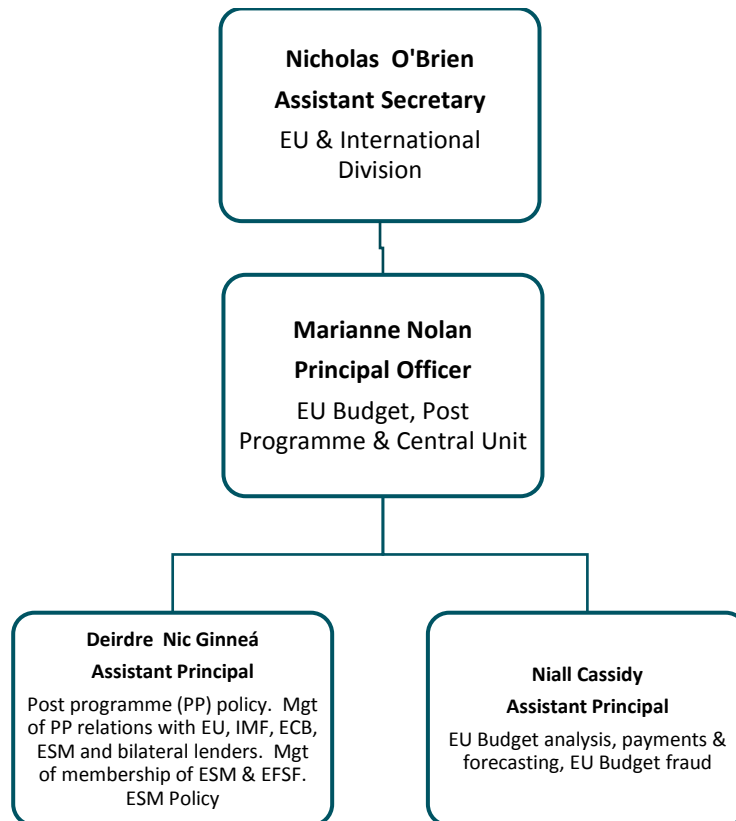 Nicholas  O'Brien
Assistant Secretary
EU & International
Division
Marianne Nolan
Principal Officer
EU Budget, Post
Programme & Central Unit
Deirdre  Nic Ginneá
Assistant Principal
Post programme (PP) policy.  Mgt
of PP relations with EU, IMF, ECB,
ESM and bilateral lenders.  Mgt
of membership of ESM & EFSF.
ESM Policy
Niall Cassidy
Assistant Principal
EU Budget analysis, payments &
forecasting, EU Budget fraud